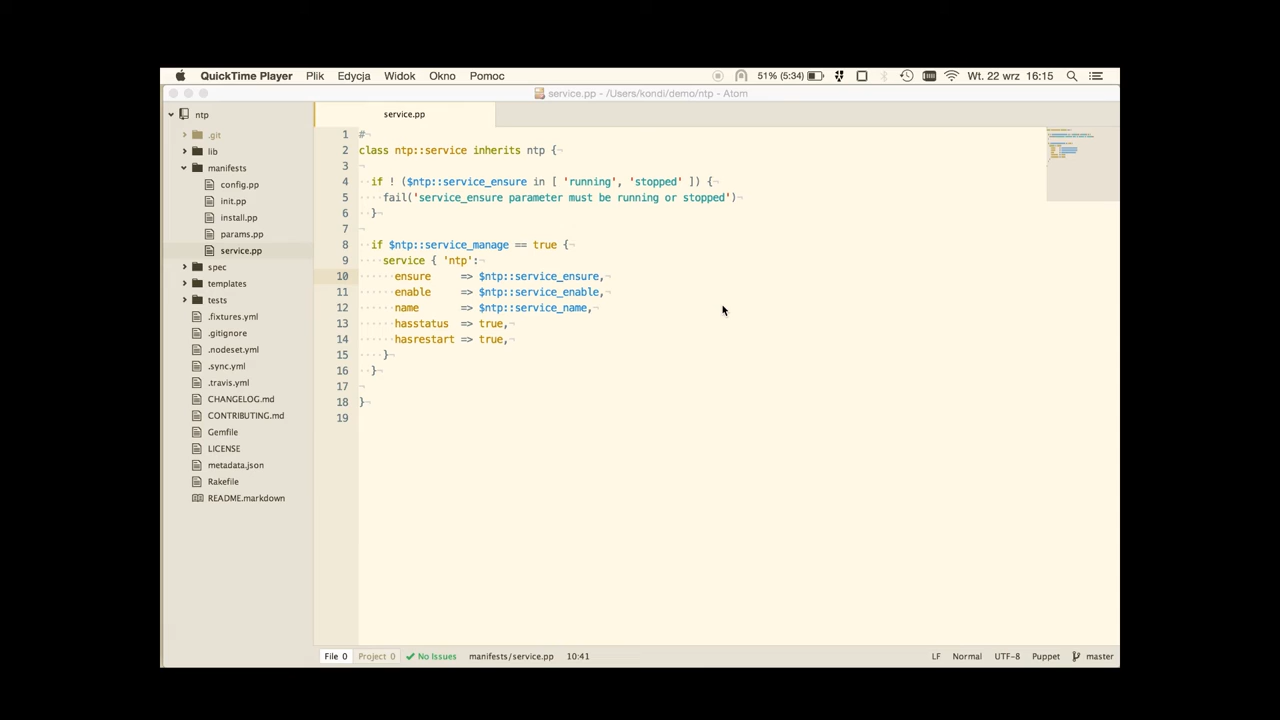 QuickTime Player Plik Edycja Widok Okno Pomoc 51% (5:34) Wt. 22 wrz 16:15
service.pp - /Users/kondi/demo/ntp - Atom
ntp
.git
lib
manifests
config.pp
init.pp
install.pp
params.pp
service.pp
spec
templates
tests
.fixtures.yml
.gitignore
.nodeset.yml
.sync.yml
.travis.yml
CHANGELOG.md
CONTRIBUTING.md
Gemfile
LICENSE
metadata.json
Rakefile
README.markdown
service.pp
1 #
2 class ntp::service inherits ntp {
3
4 if ! ($ntp::service_ensure in [ 'running', 'stopped' ]) {
5 fail('service_ensure parameter must be running or stopped')
6 }
7
8 if $ntp::service_manage == true {
9 service { 'ntp':
10 ensure => $ntp::service_ensure,
11 enable => $ntp::service_enable,
12 name => $ntp::service_name,
13 hasstatus => true,
14 hasrestart => true,
15 }
16 }
17
18 }
19
File 0 Project 0 No Issues manifests/service.pp 10:41 LF Normal UTF-8 Puppet master